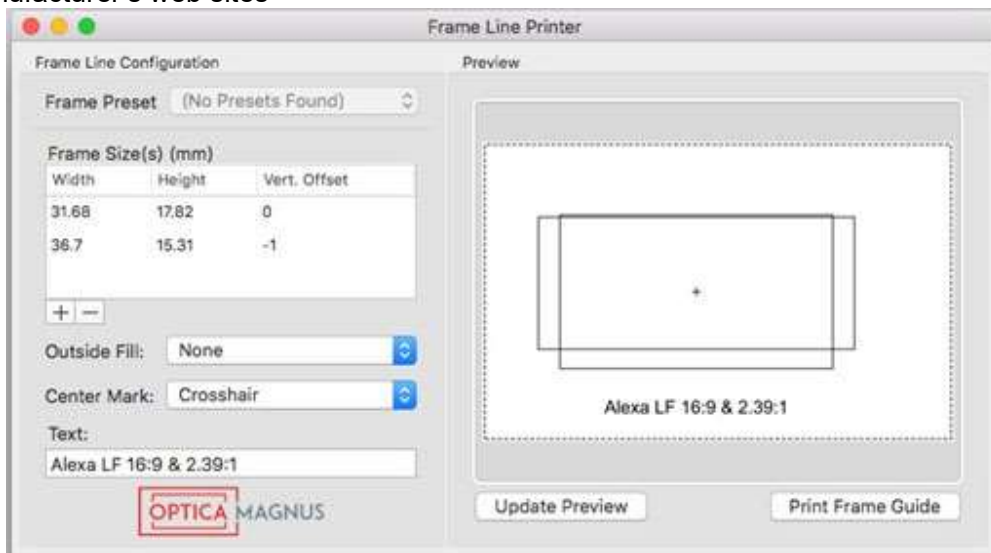 nufacturer's web sites
Frame Line Printer
Frame Line Configuration
Frame Preset (No Presets Found)
Frame Size(s) (mm)
Width Height Vert. Offset
31.68 17.82 0
36.7 15.31 -1
+ -
Outside Fill: None
Center Mark: Crosshair
Text:
Alexa LF 16:9 & 2.39:1
OPTICA MAGNUS
Preview
Alexa LF 16:9 & 2.39:1
Update Preview Print Frame Guide